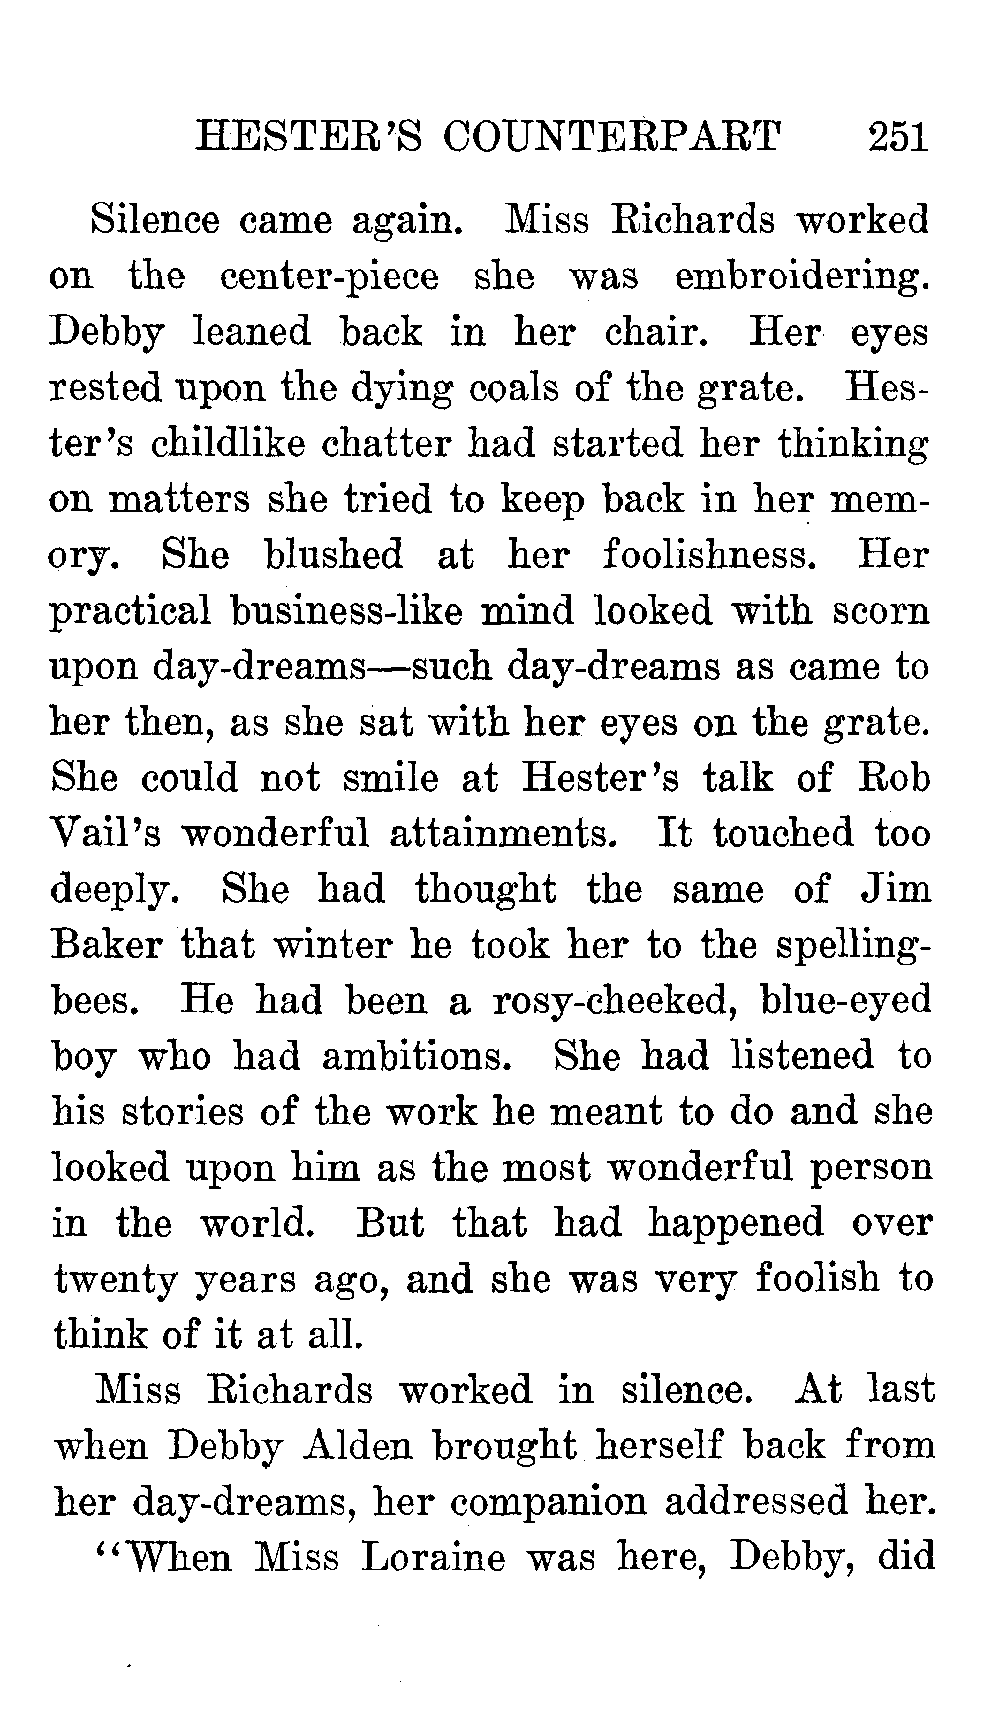 HESTER'S COUNTERPART 251
Silence came again. Miss Richards worked
on the center-piece she was embroidering.
Debby leaned back in her chair. Her eyes
rested upon the dying coals of the grate. Hes-
ter's childlike chatter had started her thinking
on matters she tried to keep back in her mem-
ory. She blushed at her foolishness. Her
practical business-like mind looked with scorn
upon day-dreams—such day-dreams as came to
her then, as she sat with her eyes on the grate.
She could not smile at Hester's talk of Rob
Vail's wonderful attainments. It touched too
deeply. She had thought the same of Jim
Baker that winter he took her to the spelling-
bees. He had been a rosy-cheeked, blue-eyed
boy who had ambitions. She had listened to
his stories of the work he meant to do and she
looked upon him as the most wonderful person
in the world. But that had happened over
twenty years ago, and she was very foolish to
think of it at all.
Miss Richards worked in silence. At last
when Debby Alden brought herself back from
her day-dreams, her companion addressed her.
"When Miss Loraine was here, Debby, did